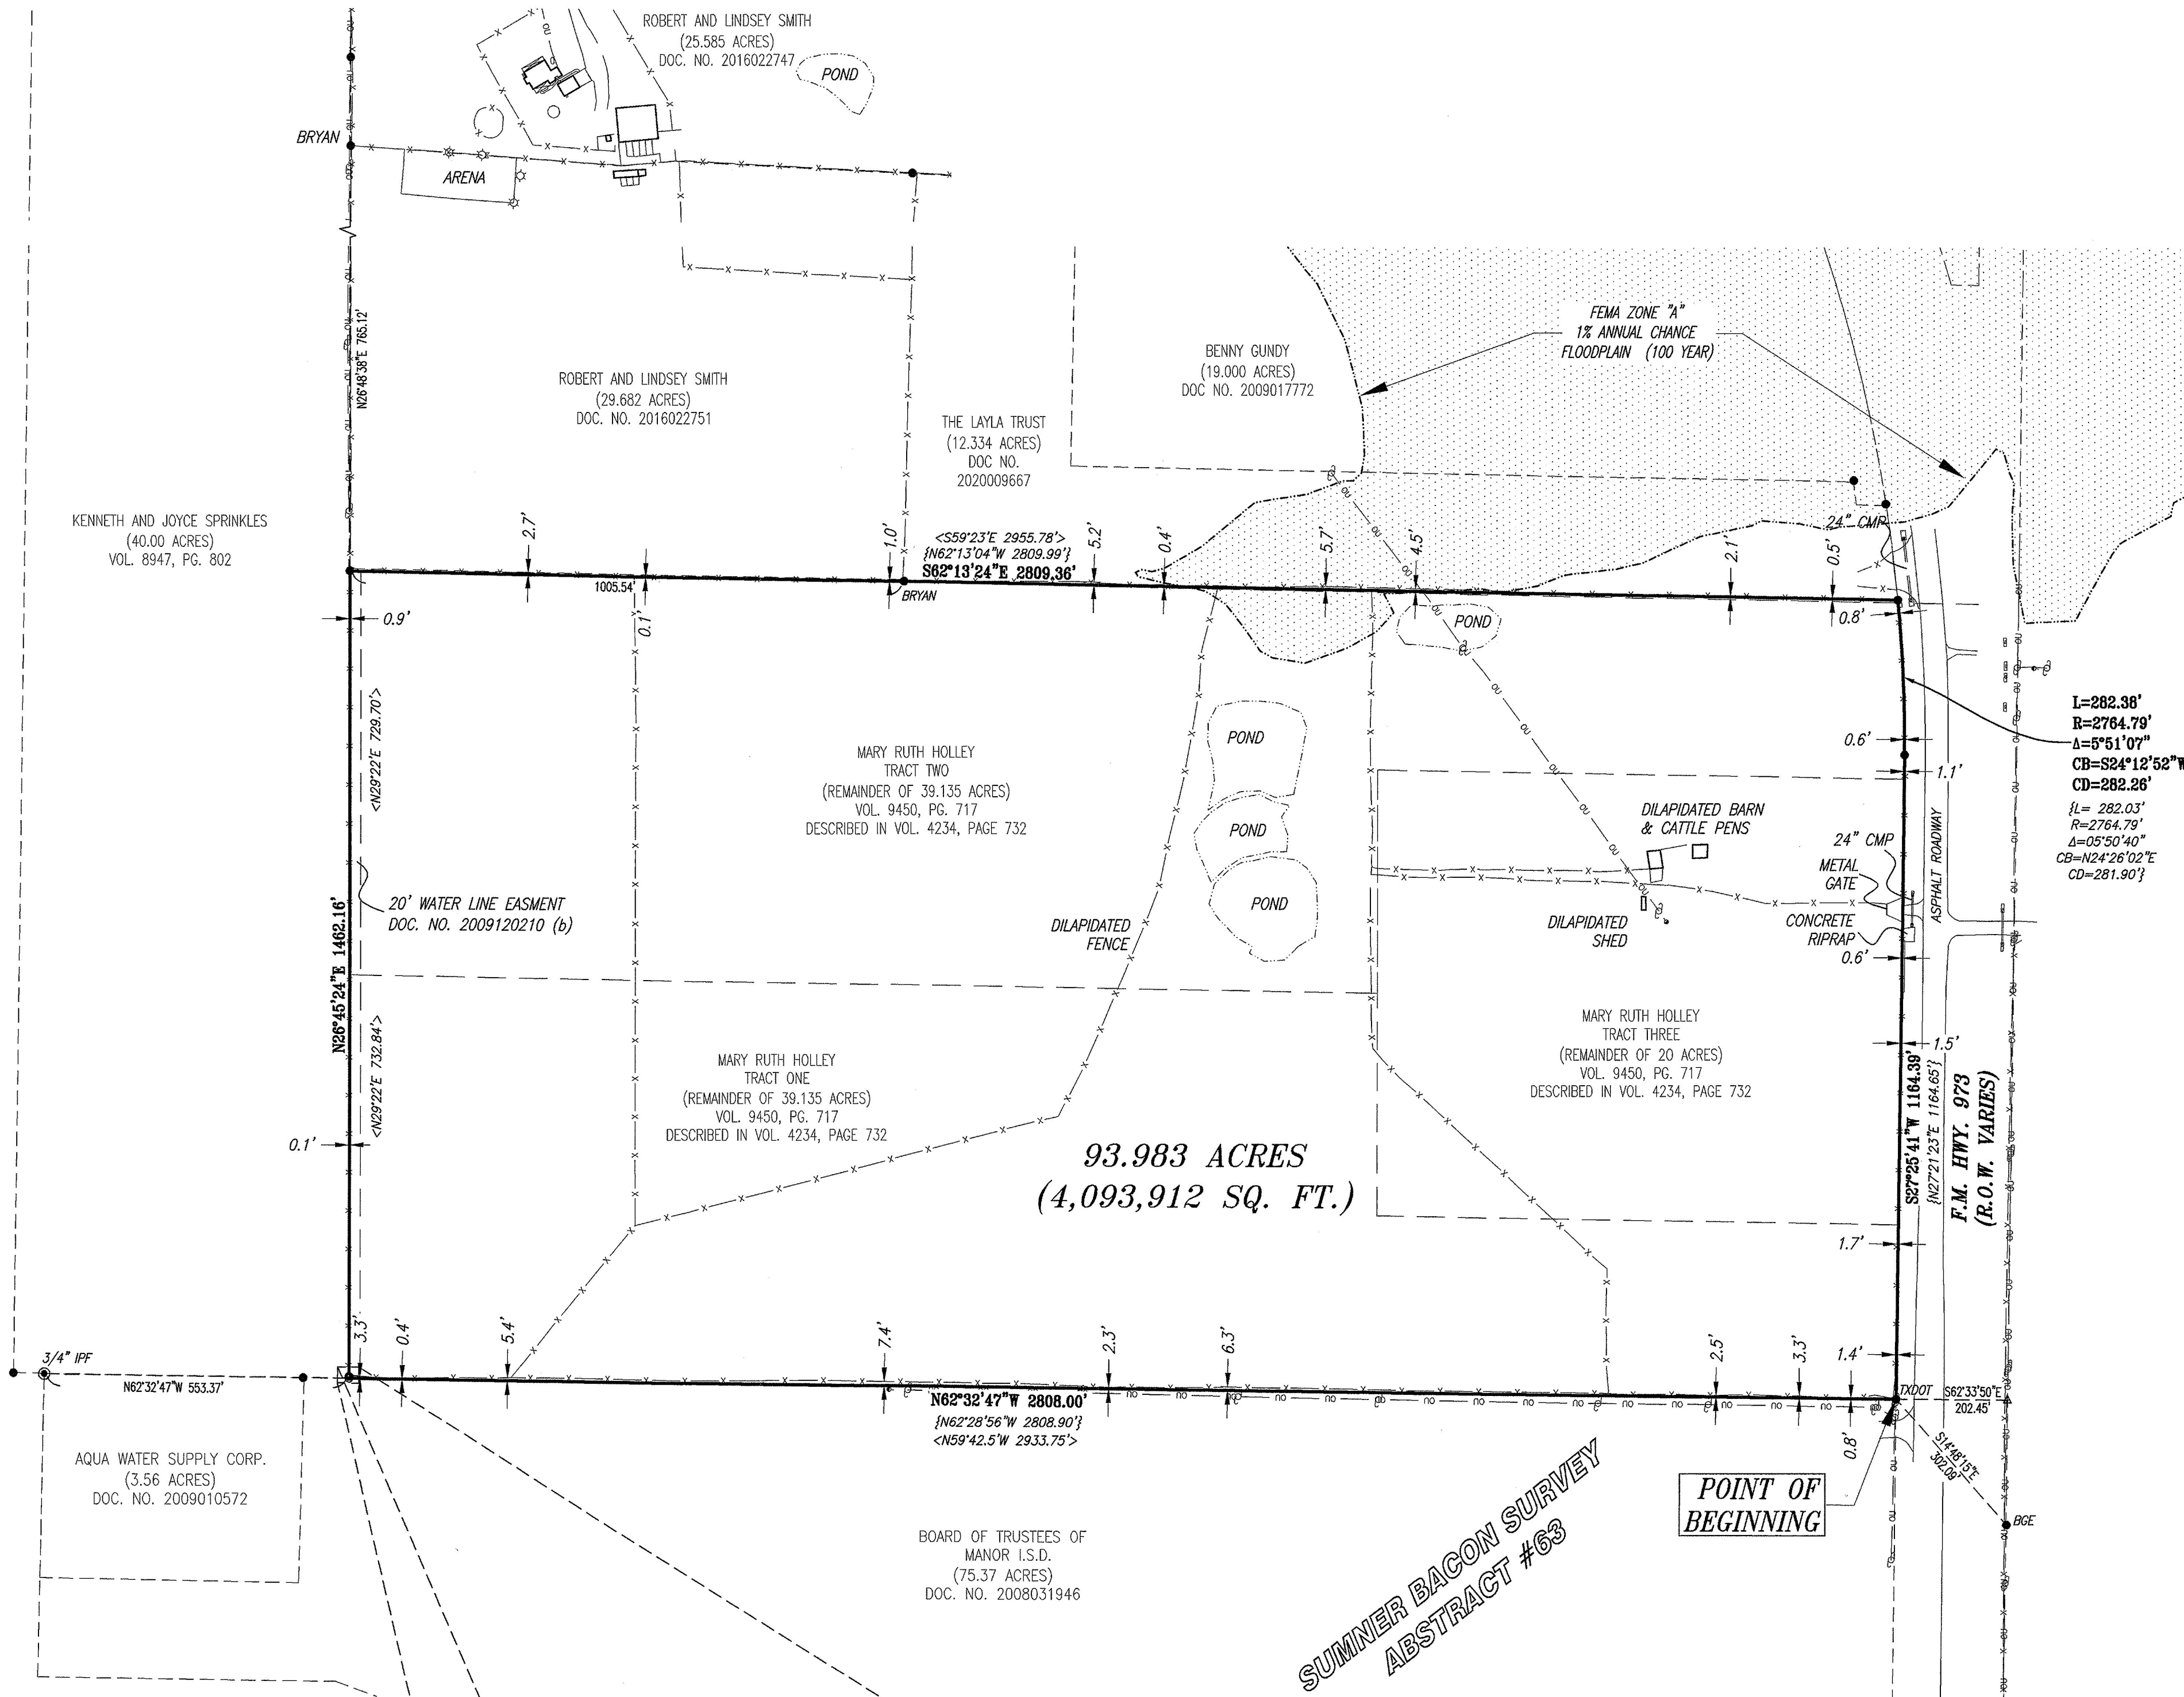 ROBERT AND LINDSEY SMITH
(25.585 ACRES)
DOC. NO. 2016022747
POND
BRYAN
ARENA
N26°48'38"E 765.12'
ROBERT AND LINDSEY SMITH
(29.682 ACRES)
DOC. NO. 2016022751
THE LAYLA TRUST
(12.334 ACRES)
DOC NO.
2020009667
BENNY GUNDY
(19.000 ACRES)
DOC NO. 2009017772
FEMA ZONE "A"
1% ANNUAL CHANCE
FLOODPLAIN (100 YEAR)
KENNETH AND JOYCE SPRINKLES
(40.00 ACRES)
VOL. 8947, PG. 802
2.7'
1.0'
<S59°23'E 2955.78'>
{N62°13'04"W 2809.99'}
S62°13'24"E 2809.36'
5.2'
0.4'
5.7'
4.5'
2.1'
0.5'
24" CMP
1005.54'
BRYAN
0.9'
0.1'
POND
0.8'
<N29°22'E 729.70'>
MARY RUTH HOLLEY
TRACT TWO
(REMAINDER OF 39.135 ACRES)
VOL. 9450, PG. 717
DESCRIBED IN VOL. 4234, PAGE 732
POND
POND
POND
0.6'
1.1'
L=282.38'
R=2764.79'
Δ=5°51'07"
CB=S24°12'52"W
CD=282.26'
{L= 282.03'
R=2764.79'
Δ=05°50'40"
CB=N24°26'02"E
CD=281.90'}
DILAPIDATED BARN
& CATTLE PENS
24" CMP
METAL
GATE
ASPHALT ROADWAY
CONCRETE
RIPRAP
0.6'
DILAPIDATED
SHED
DILAPIDATED
FENCE
20' WATER LINE EASMENT
DOC. NO. 2009120210 (b)
N26°45'24"E 1462.16'
<N29°22'E 732.84'>
MARY RUTH HOLLEY
TRACT ONE
(REMAINDER OF 39.135 ACRES)
VOL. 9450, PG. 717
DESCRIBED IN VOL. 4234, PAGE 732
MARY RUTH HOLLEY
TRACT THREE
(REMAINDER OF 20 ACRES)
VOL. 9450, PG. 717
DESCRIBED IN VOL. 4234, PAGE 732
1.5'
S27°25'41"W 1164.39'
{N27°21'23"E 1164.65'}
F.M. HWY. 973
(R.O.W. VARIES)
0.1'
93.983 ACRES
(4,093,912 SQ. FT.)
1.7'
3.3'
0.4'
5.4'
7.4'
2.3'
6.3'
2.5'
3.3'
1.4'
3/4" IPF
N62°32'47"W 553.37'
N62°32'47"W 2808.00'
{N62°28'56"W 2808.90'}
<N59°42.5'W 2933.75'>
TXDOT
S62°33'50"E
202.45'
0.8'
S14°48'15"E
302.09'
AQUA WATER SUPPLY CORP.
(3.56 ACRES)
DOC. NO. 2009010572
POINT OF
BEGINNING
BGE
BOARD OF TRUSTEES OF
MANOR I.S.D.
(75.37 ACRES)
DOC. NO. 2008031946
SUMNER BACON SURVEY
ABSTRACT #63